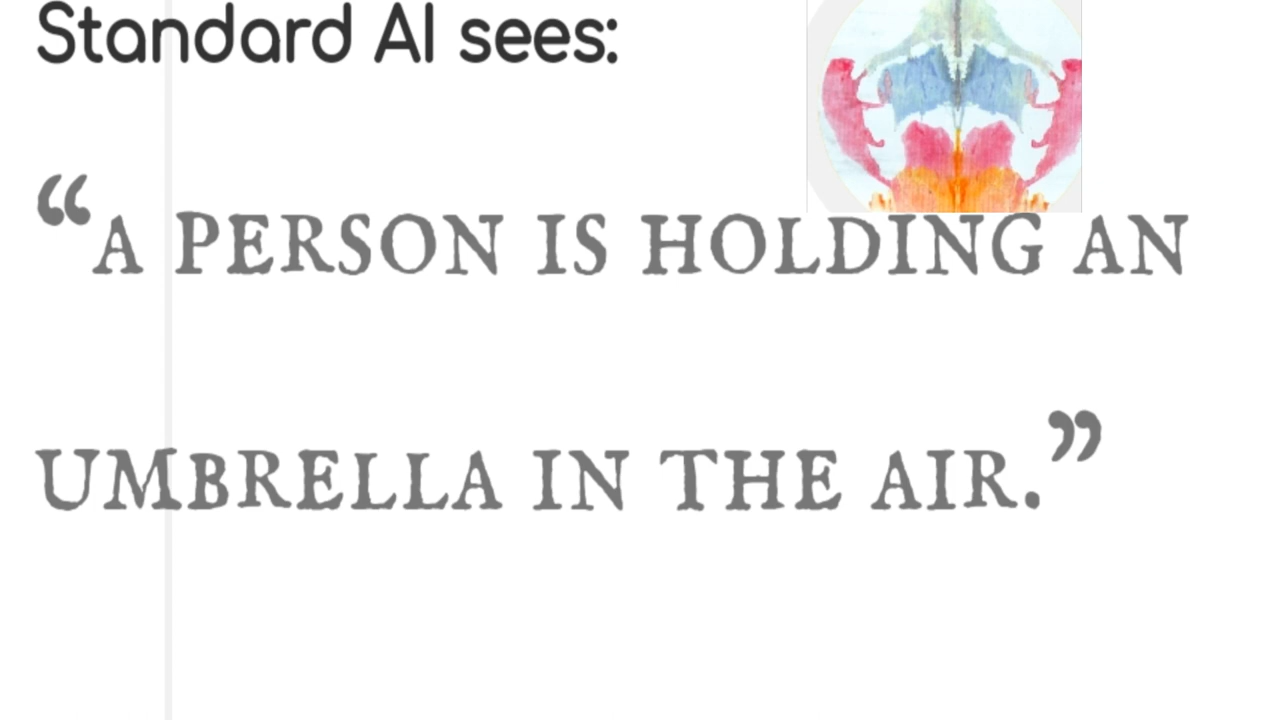 Standard AI sees:
“A PERSON IS HOLDING AN
UMBRELLA IN THE AIR.”